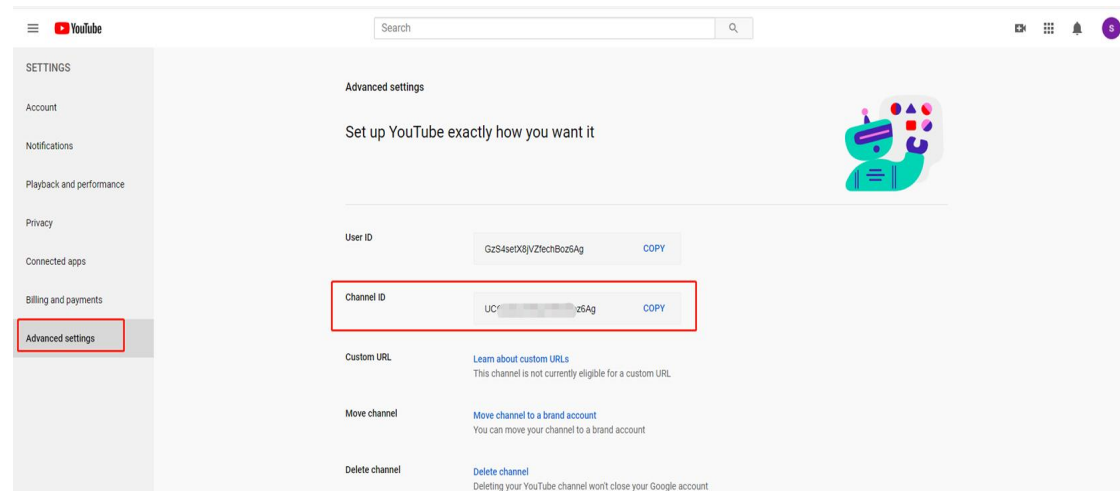 YouTube
Search
S
SETTINGS
Account
Notifications
Playback and performance
Privacy
Connected apps
Billing and payments
Advanced settings
Advanced settings
Set up YouTube exactly how you want it
User ID
GzS4setX8jVZfechBoz6Ag COPY
Channel ID
UC z6Ag COPY
Custom URL
Learn about custom URLs
This channel is not currently eligible for a custom URL
Move channel
Move channel to a brand account
You can move your channel to a brand account
Delete channel
Delete channel
Deleting your YouTube channel won't close your Google account